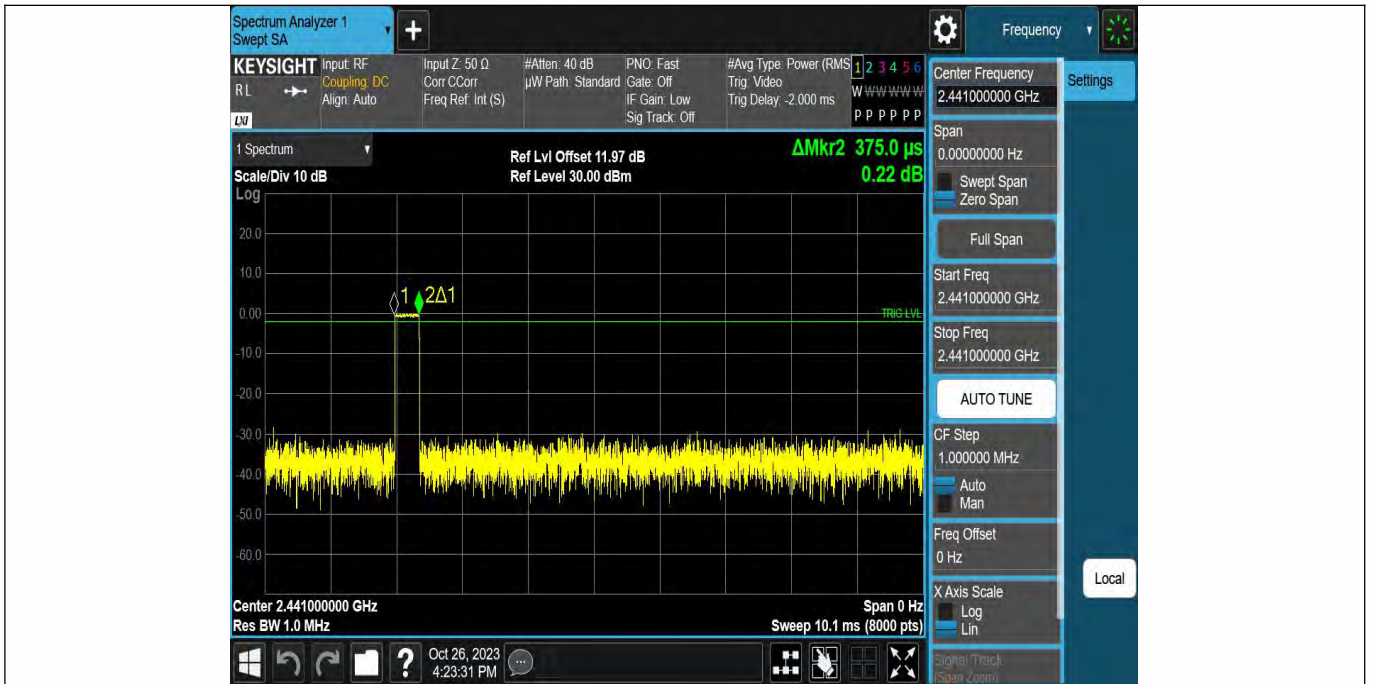 Spectrum Analyzer 1
Swept SA
Frequency
KEYSIGHT
RL
LXI
Input: RF
Coupling: DC
Align: Auto
Input Z: 50 Ω
Corr CCorr
Freq Ref: Int (S)
#Atten: 40 dB
µW Path: Standard
PNO: Fast
Gate: Off
IF Gain: Low
Sig Track: Off
#Avg Type: Power (RMS
Trig: Video
Trig Delay: -2.000 ms
1 2 3 4 5 6
W W W W W W
P P P P P P
1 Spectrum
Scale/Div 10 dB
Ref Lvl Offset 11.97 dB
Ref Level 30.00 dBm
ΔMkr2 375.0 µs
0.22 dB
Log
20.0
10.0
0.00
-10.0
-20.0
-30.0
-40.0
-50.0
-60.0
1
2Δ1
TRIG LVL
Center 2.441000000 GHz
Res BW 1.0 MHz
Span 0 Hz
Sweep 10.1 ms (8000 pts)
Center Frequency
2.441000000 GHz
Settings
Span
0.00000000 Hz
Swept Span
Zero Span
Full Span
Start Freq
2.441000000 GHz
Stop Freq
2.441000000 GHz
AUTO TUNE
CF Step
1.000000 MHz
Auto
Man
Freq Offset
0 Hz
X Axis Scale
Log
Lin
Signal Track
(Span Zoom)
Local
?
Oct 26, 2023
4:23:31 PM